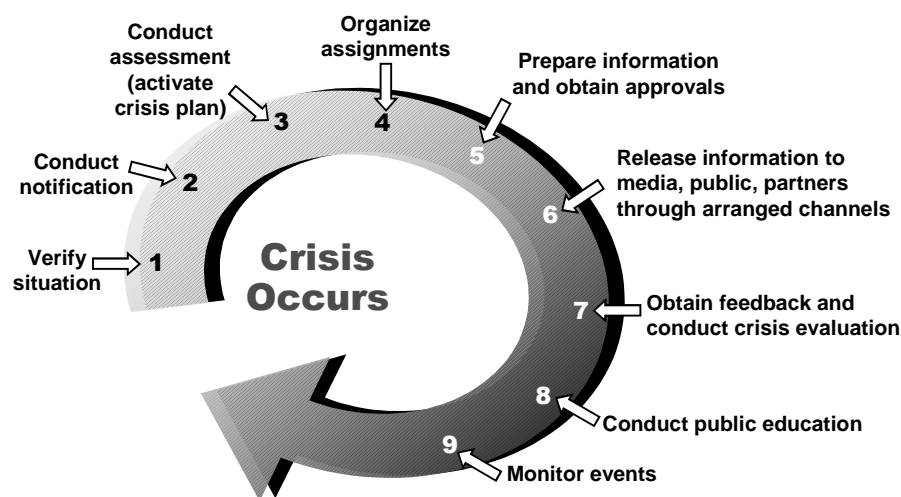 Crisis
Occurs
Verify
situation
1
Conduct
notification
2
Conduct
assessment
(activate
crisis plan)
3
Organize
assignments
4
Prepare information
and obtain approvals
5
Release information to
media, public, partners
through arranged channels
6
Obtain feedback and
conduct crisis evaluation
7
Conduct public education
8
Monitor events
9